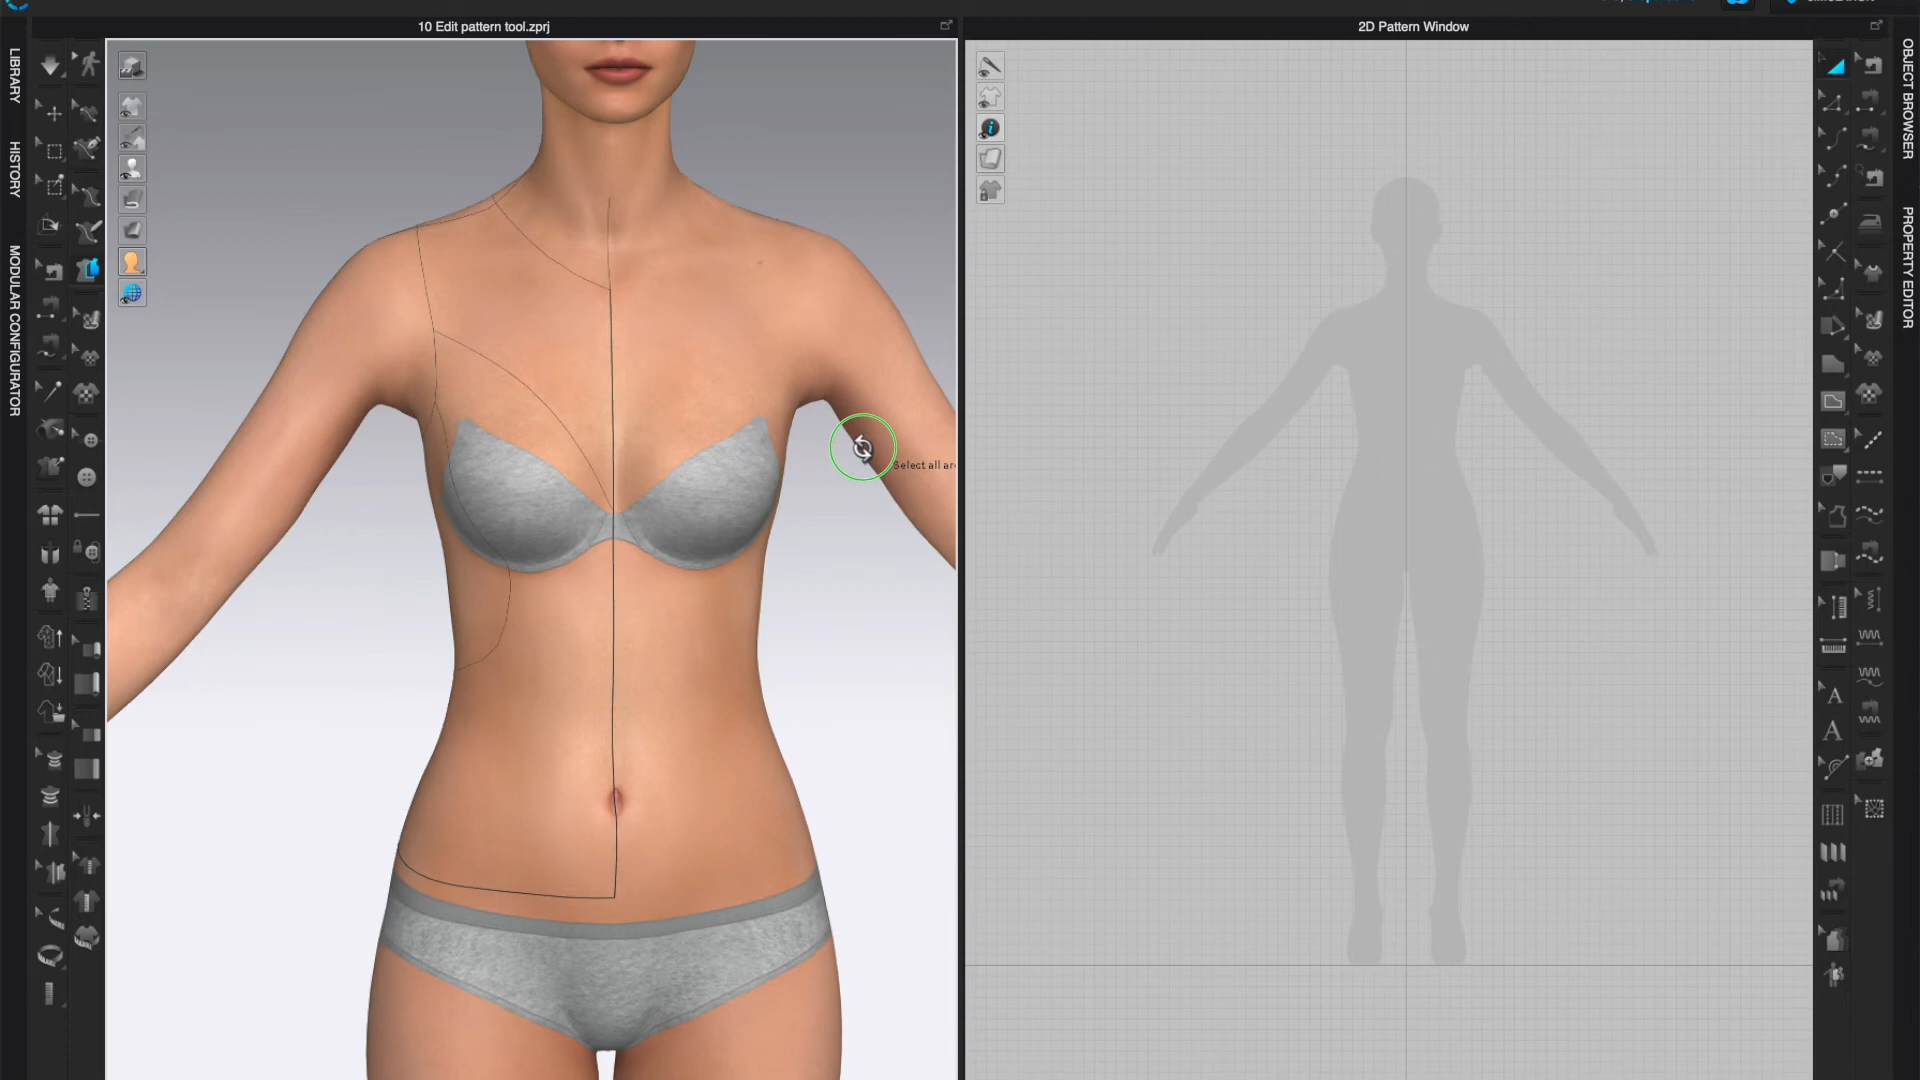 10 Edit pattern tool.zprj
2D Pattern Window
LIBRARY
HISTORY
MODULAR CONFIGURATOR
OBJECT BROWSER
PROPERTY EDITOR
Select all ar
A
A